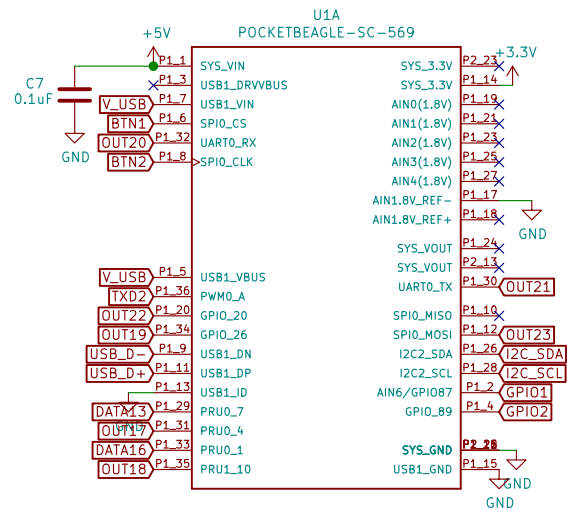 U1A
POCKETBEAGLE-SC-569
+5V
+3.3V
C7
0.1uF
GND
P1_1 SYS_VIN
P1_3 USB1_DRVVBUS
V_USB P1_7 USB1_VIN
BTN1 P1_6 SPI0_CS
OUT20 P1_32 UART0_RX
BTN2 P1_8 SPI0_CLK
V_USB P1_5 USB1_VBUS
TXD2 P1_36 PWM0_A
OUT22 P1_20 GPIO_20
OUT19 P1_34 GPIO_26
USB_D- P1_9 USB1_DN
USB_D+ P1_11 USB1_DP
P1_13 USB1_ID
GND
DATA13 P1_29 PRU0_7
OUT17 P1_31 PRU0_4
DATA16 P1_33 PRU0_1
OUT18 P1_35 PRU1_10
SYS_3.3V P2_23
SYS_3.3V P1_14
AIN0(1.8V) P1_19
AIN1(1.8V) P1_21
AIN2(1.8V) P1_23
AIN3(1.8V) P1_25
AIN4(1.8V) P1_27
AIN1.8V_REF- P1_17
GND
AIN1.8V_REF+ P1_18
SYS_VOUT P1_24
SYS_VOUT P2_13
UART0_TX P1_30 OUT21
SPI0_MISO P1_10
SPI0_MOSI P1_12 OUT23
I2C2_SDA P1_26 I2C_SDA
I2C2_SCL P1_28 I2C_SCL
AIN6/GPIO87 P1_2 GPIO1
GPIO_89 P1_4 GPIO2
SYS_GND
GND
USB1_GND P1_15
GND